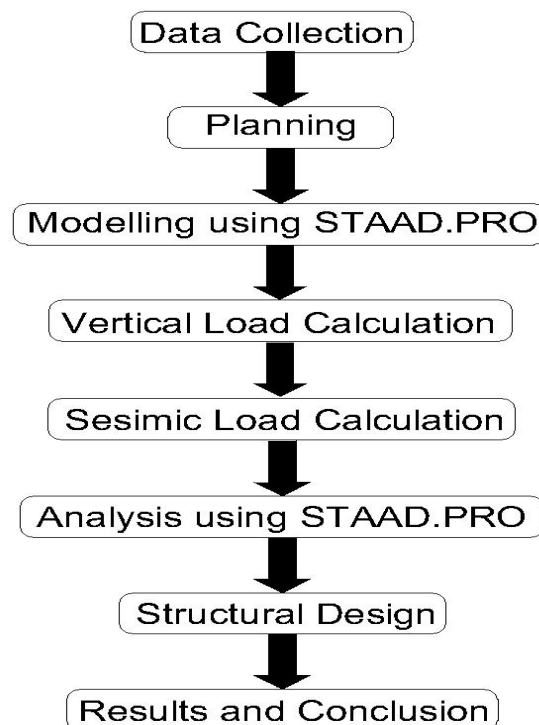 Data Collection
Planning
Modelling using STAAD.PRO
Vertical Load Calculation
Sesimic Load Calculation
Analysis using STAAD.PRO
Structural Design
Results and Conclusion